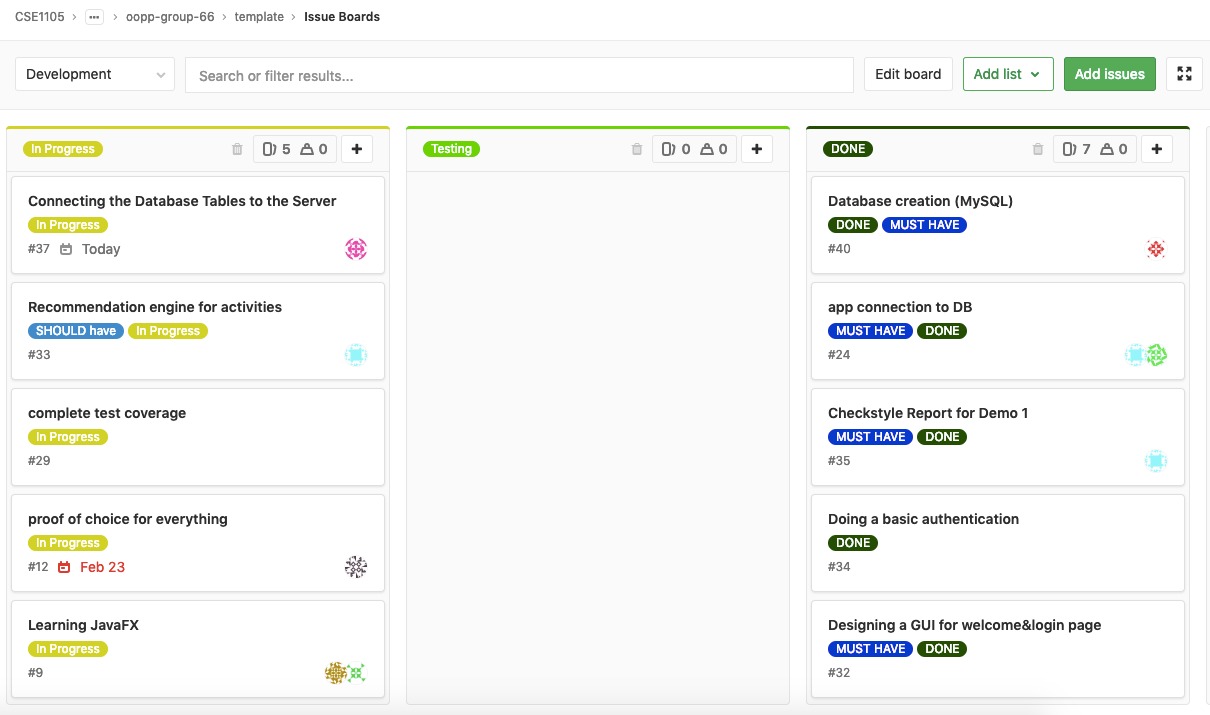 CSE1105 › ... › oopp-group-66 › template › Issue Boards
Development
Search or filter results...
Edit board
Add list
Add issues
In Progress
5
0
Connecting the Database Tables to the Server
In Progress
#37 Today
Recommendation engine for activities
SHOULD have In Progress
#33
complete test coverage
In Progress
#29
proof of choice for everything
In Progress
#12 Feb 23
Learning JavaFX
In Progress
#9
Testing
0
0
DONE
7
0
Database creation (MySQL)
DONE MUST HAVE
#40
app connection to DB
MUST HAVE DONE
#24
Checkstyle Report for Demo 1
MUST HAVE DONE
#35
Doing a basic authentication
DONE
#34
Designing a GUI for welcome&login page
MUST HAVE DONE
#32